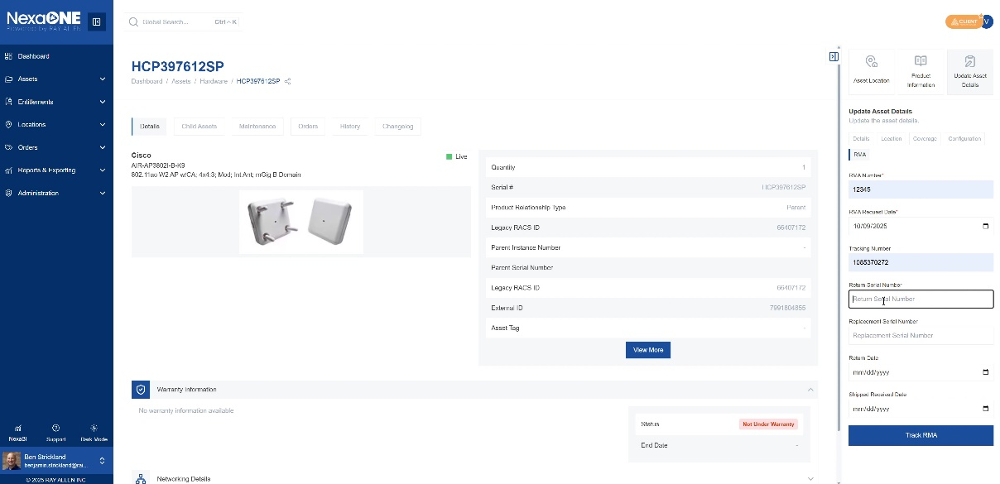 NexaONE
Powered by RAY ALLEN
Global Search...
Ctrl + K
CLIENT
V
Dashboard
Assets
Entitlements
Locations
Orders
Reports & Exporting
Administration
NexaBI
Support
Dark Mode
Ben Strickland
benjamin.strickland@rai...
© 2025 RAY ALLEN INC
HCP397612SP
Dashboard / Assets / Hardware / HCP397612SP
Details
Child Assets
Maintenance
Orders
History
Changelog
Cisco
Live
AIR-AP3802I-B-K9
802.11ac W2 AP w/CA; 4x4:3; Mod; Int Ant; mGig B Domain
Quantity 1
Serial # HCP397612SP
Product Relationship Type Parent
Legacy RACS ID 66407172
Parent Instance Number -
Parent Serial Number
Legacy RACS ID 66407172
External ID 7991804855
Asset Tag -
View More
Warranty Information
No warranty information available
Status Not Under Warranty
End Date -
Networking Details
Asset Location
Product Information
Update Asset Details
Update Asset Details
Update the asset details.
Details
Location
Coverage
Configuration
RMA
RMA Number*
12345
RMA Request Date*
10/09/2025
Tracking Number
1085370272
Return Serial Number
Return Serial Number
Replacement Serial Number
Replacement Serial Number
Return Date
mm/dd/yyyy
Shipped Received Date
mm/dd/yyyy
Track RMA